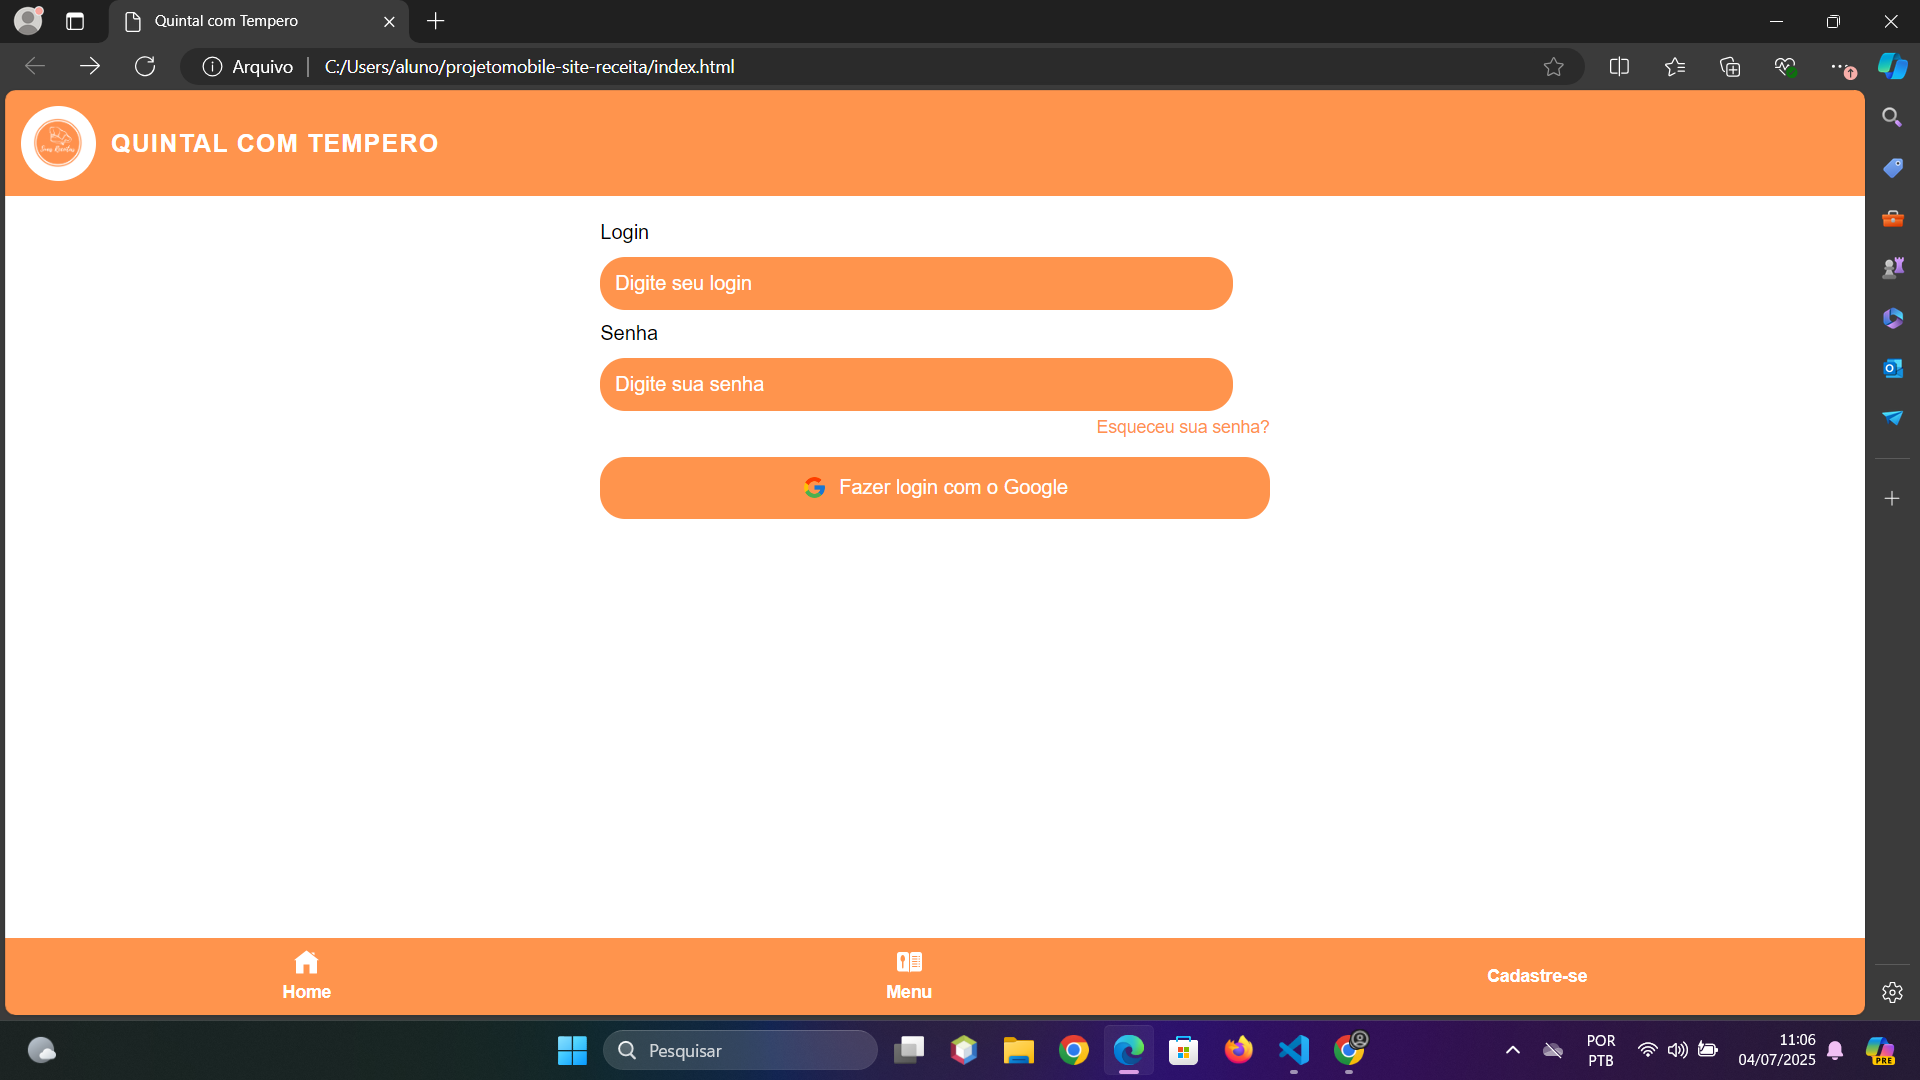 Quintal com Tempero
Arquivo
C:/Users/aluno/projetomobile-site-receita/index.html
QUINTAL COM TEMPERO
Login
Digite seu login
Senha
Digite sua senha
Esqueceu sua senha?
Fazer login com o Google
Home
Menu
Cadastre-se
Pesquisar
POR
PTB
11:06
04/07/2025
PRE